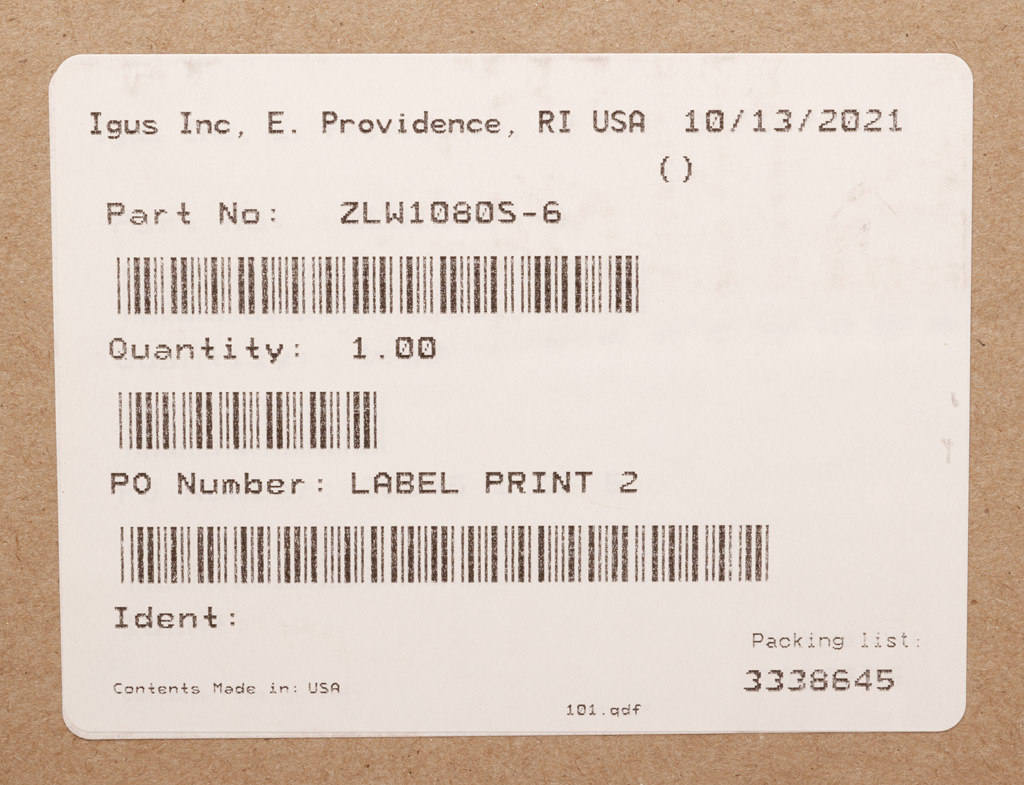 Igus Inc, E. Providence, RI USA 10/13/2021
()
Part No: ZLW1080S-6
Quantity: 1.00
PO Number: LABEL PRINT 2
Ident:
Packing list:
3338645
Contents Made in: USA
101.qdf